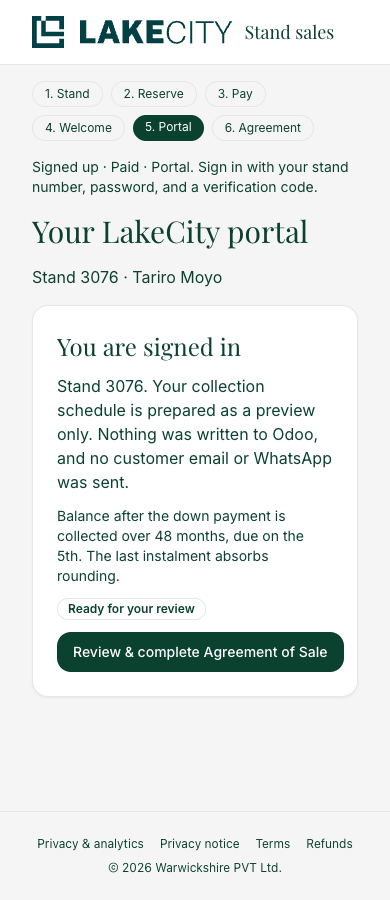 LAKECITY Stand sales
1. Stand 2. Reserve 3. Pay
4. Welcome 5. Portal 6. Agreement
Signed up · Paid · Portal. Sign in with your stand
number, password, and a verification code.
Your LakeCity portal
Stand 3076 · Tariro Moyo
You are signed in
Stand 3076. Your collection
schedule is prepared as a preview
only. Nothing was written to Odoo,
and no customer email or WhatsApp
was sent.
Balance after the down payment is
collected over 48 months, due on the
5th. The last instalment absorbs
rounding.
Ready for your review
Review & complete Agreement of Sale
Privacy & analytics Privacy notice Terms Refunds
© 2026 Warwickshire PVT Ltd.